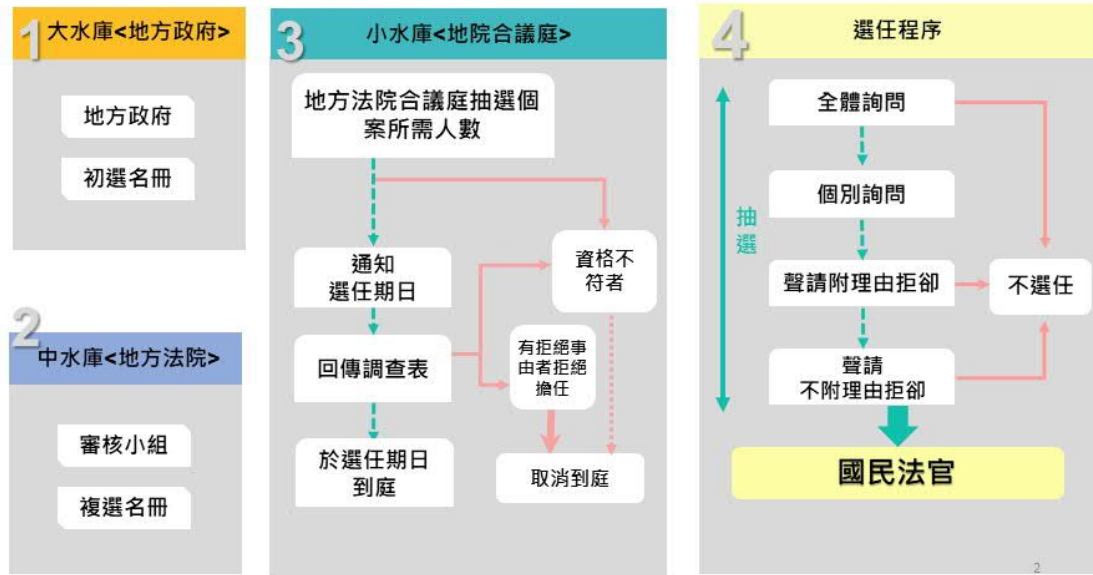 1
大水庫<地方政府>
地方政府
初選名冊
2
中水庫<地方法院>
審核小組
複選名冊
3
小水庫<地院合議庭>
地方法院合議庭抽選個
案所需人數
通知
選任期日
回傳調查表
於選任期日
到庭
資格不
符者
有拒絕事
由者拒絕
擔任
取消到庭
4
選任程序
抽選
全體詢問
個別詢問
聲請附理由拒卻
聲請
不附理由拒卻
不選任
國民法官
2